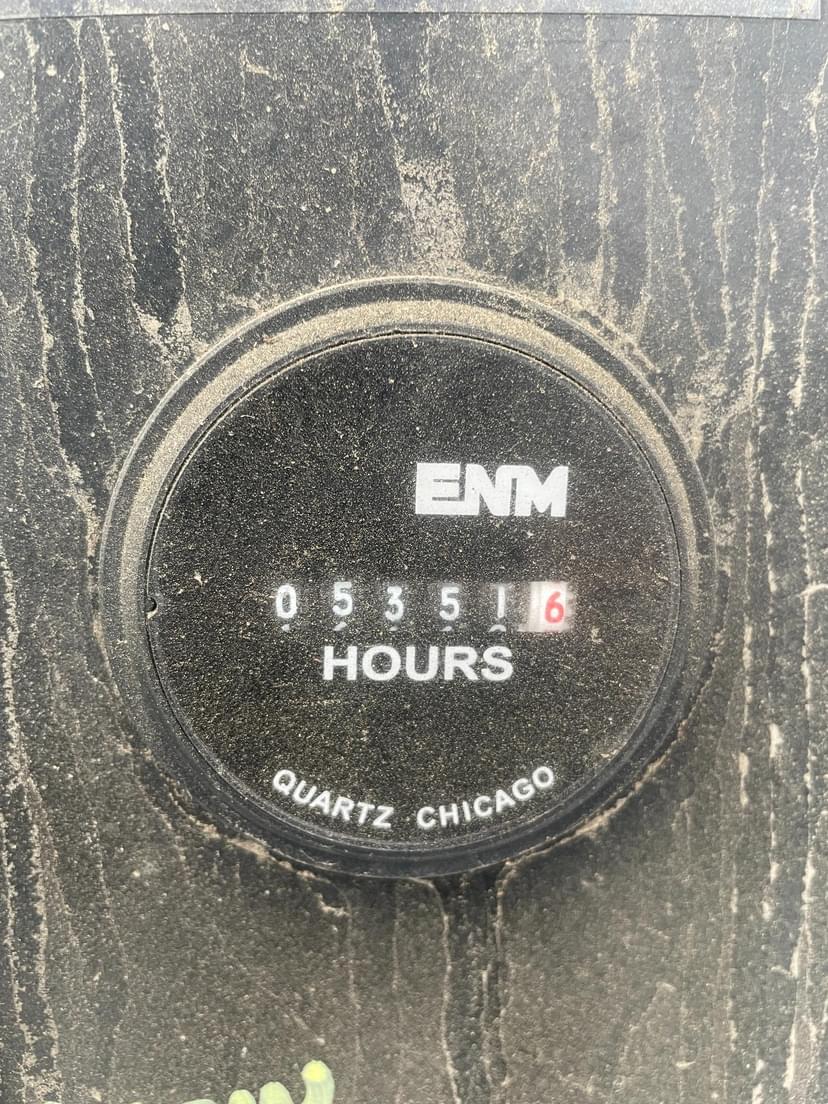 ENM
053516
HOURS
QUARTZ CHICAGO